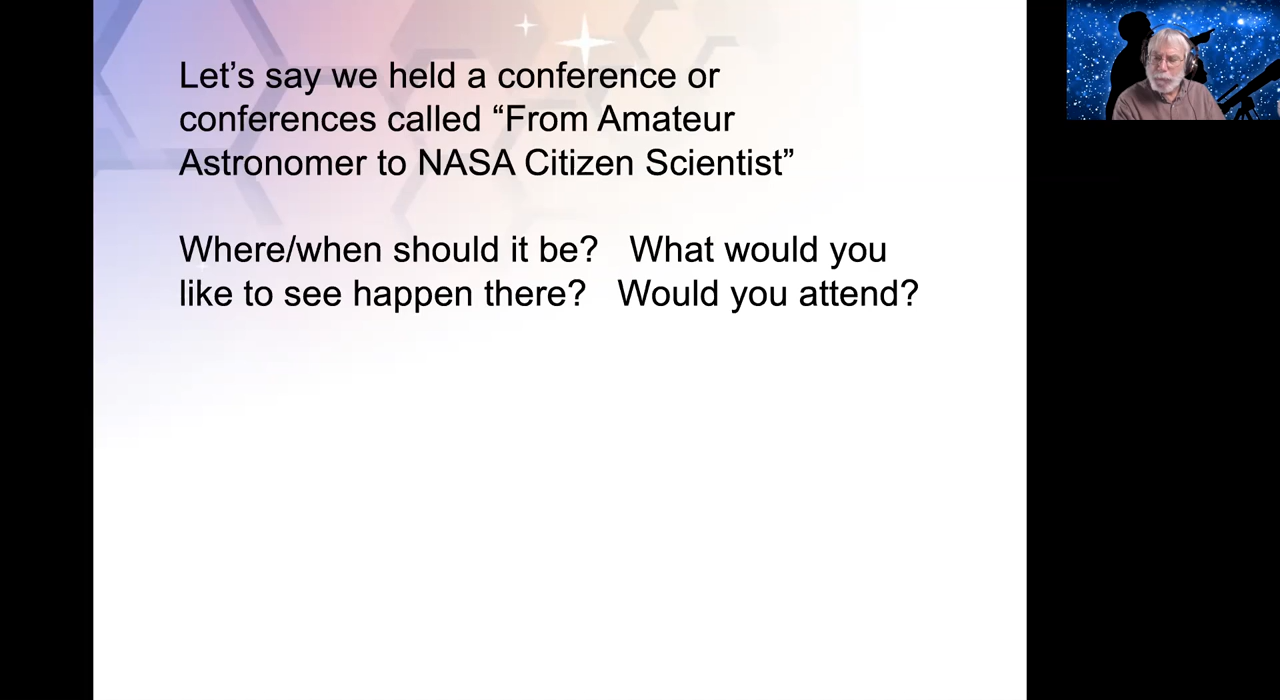 Let’s say we held a conference or
conferences called “From Amateur
Astronomer to NASA Citizen Scientist”
Where/when should it be? What would you
like to see happen there? Would you attend?